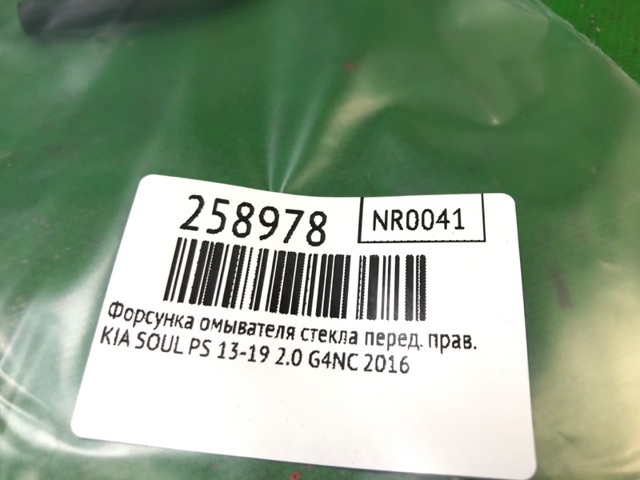 258978
NR0041
Форсунка омывателя стекла перед. прав.
KIA SOUL PS 13-19 2.0 G4NC 2016